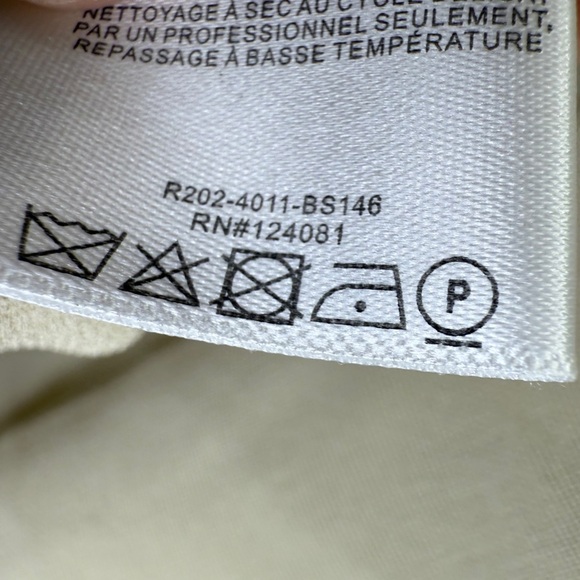 NETTOYAGE À SEC AU CYCLE
PAR UN PROFESSIONNEL SEULEMENT,
REPASSAGE À BASSE TEMPÉRATURE
R202-4011-BS146
RN#124081
P